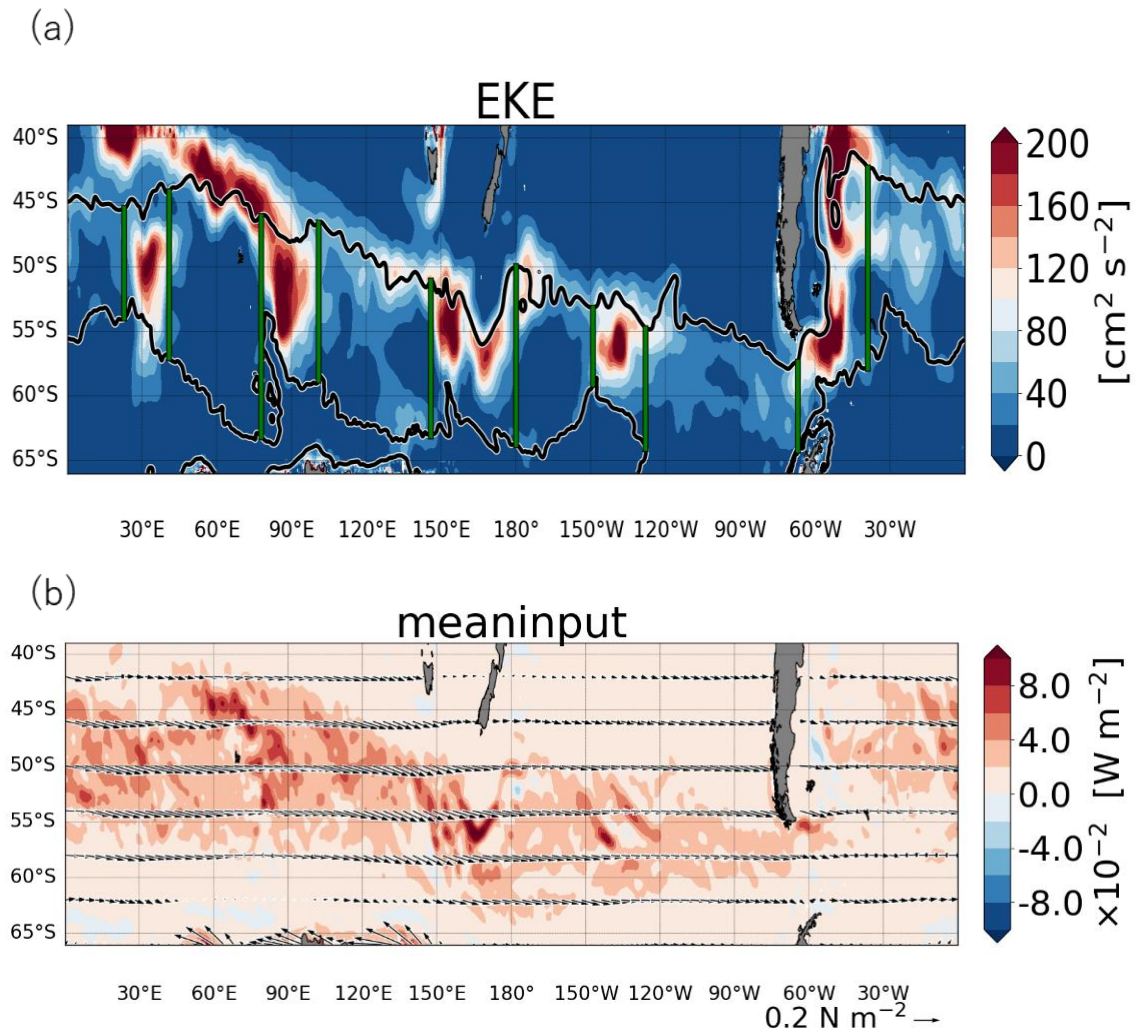 (a)
EKE
40°S
45°S
50°S
55°S
60°S
65°S
30°E 60°E 90°E 120°E 150°E 180° 150°W 120°W 90°W 60°W 30°W
200
160
120
80
40
0
[cm² s⁻²]
(b)
meaninput
40°S
45°S
50°S
55°S
60°S
65°S
30°E 60°E 90°E 120°E 150°E 180° 150°W 120°W 90°W 60°W 30°W
0.2 N m⁻²
8.0
4.0
0.0
-4.0
-8.0
×10⁻² [W m⁻²]